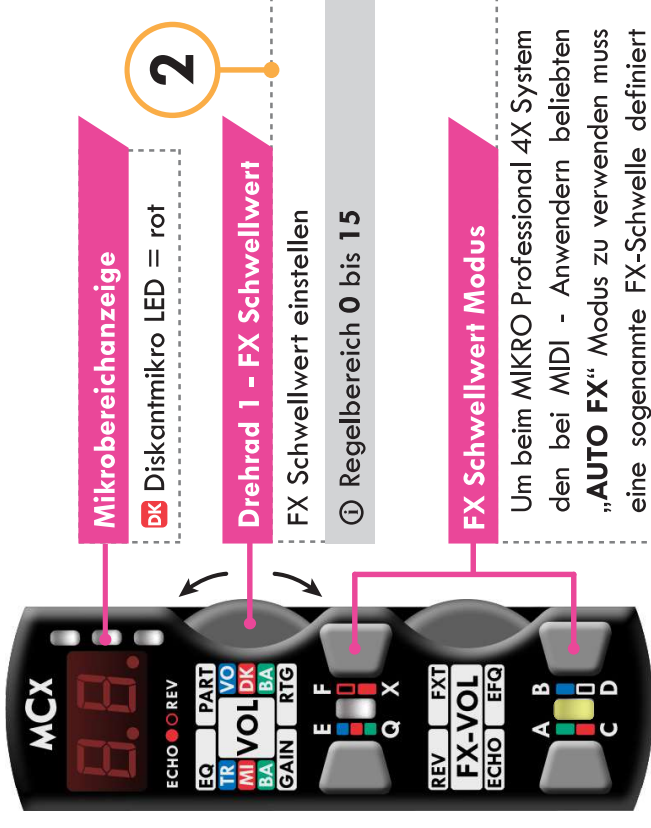 MCX
8.8.
ECHO REV
EQ PART
TR VO
MI VOL DK
BA BA
GAIN RTG
E F
Q X
REV FXT
FX-VOL
ECHO EFQ
A B
C D
Mikrobereichanzeige
DK Diskantmikro LED = rot
2
Drehrad 1 - FX Schwellwert
FX Schwellwert einstellen
ⓘ Regelbereich 0 bis 15
FX Schwellwert Modus
Um beim MIKRO Professional 4X System
den bei MIDI - Anwendern beliebten
„AUTO FX“ Modus zu verwenden muss
eine sogenannte FX-Schwelle definiert